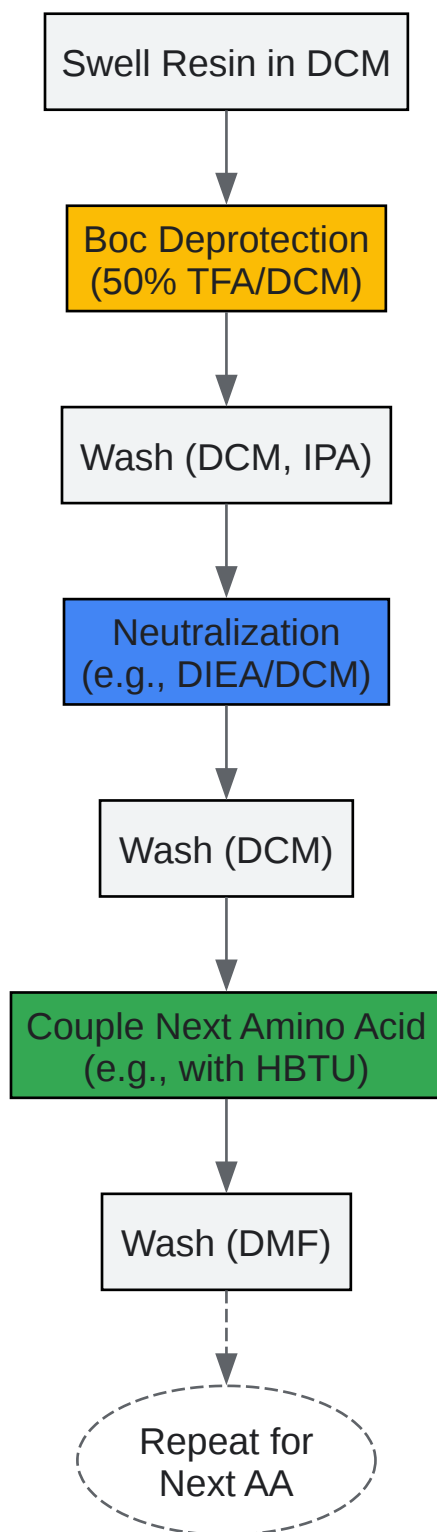 Swell Resin in DCM
Boc Deprotection
(50% TFA/DCM)
Wash (DCM, IPA)
Neutralization
(e.g., DIEA/DCM)
Wash (DCM)
Couple Next Amino Acid
(e.g., with HBTU)
Wash (DMF)
Repeat for
Next AA